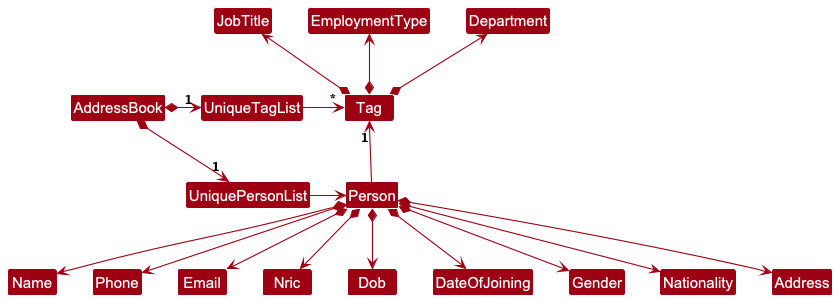 JobTitle EmploymentType Department
AddressBook 1 UniqueTagList * Tag
1
1
UniquePersonList Person
Name Phone Email Nric Dob DateOfJoining Gender Nationality Address